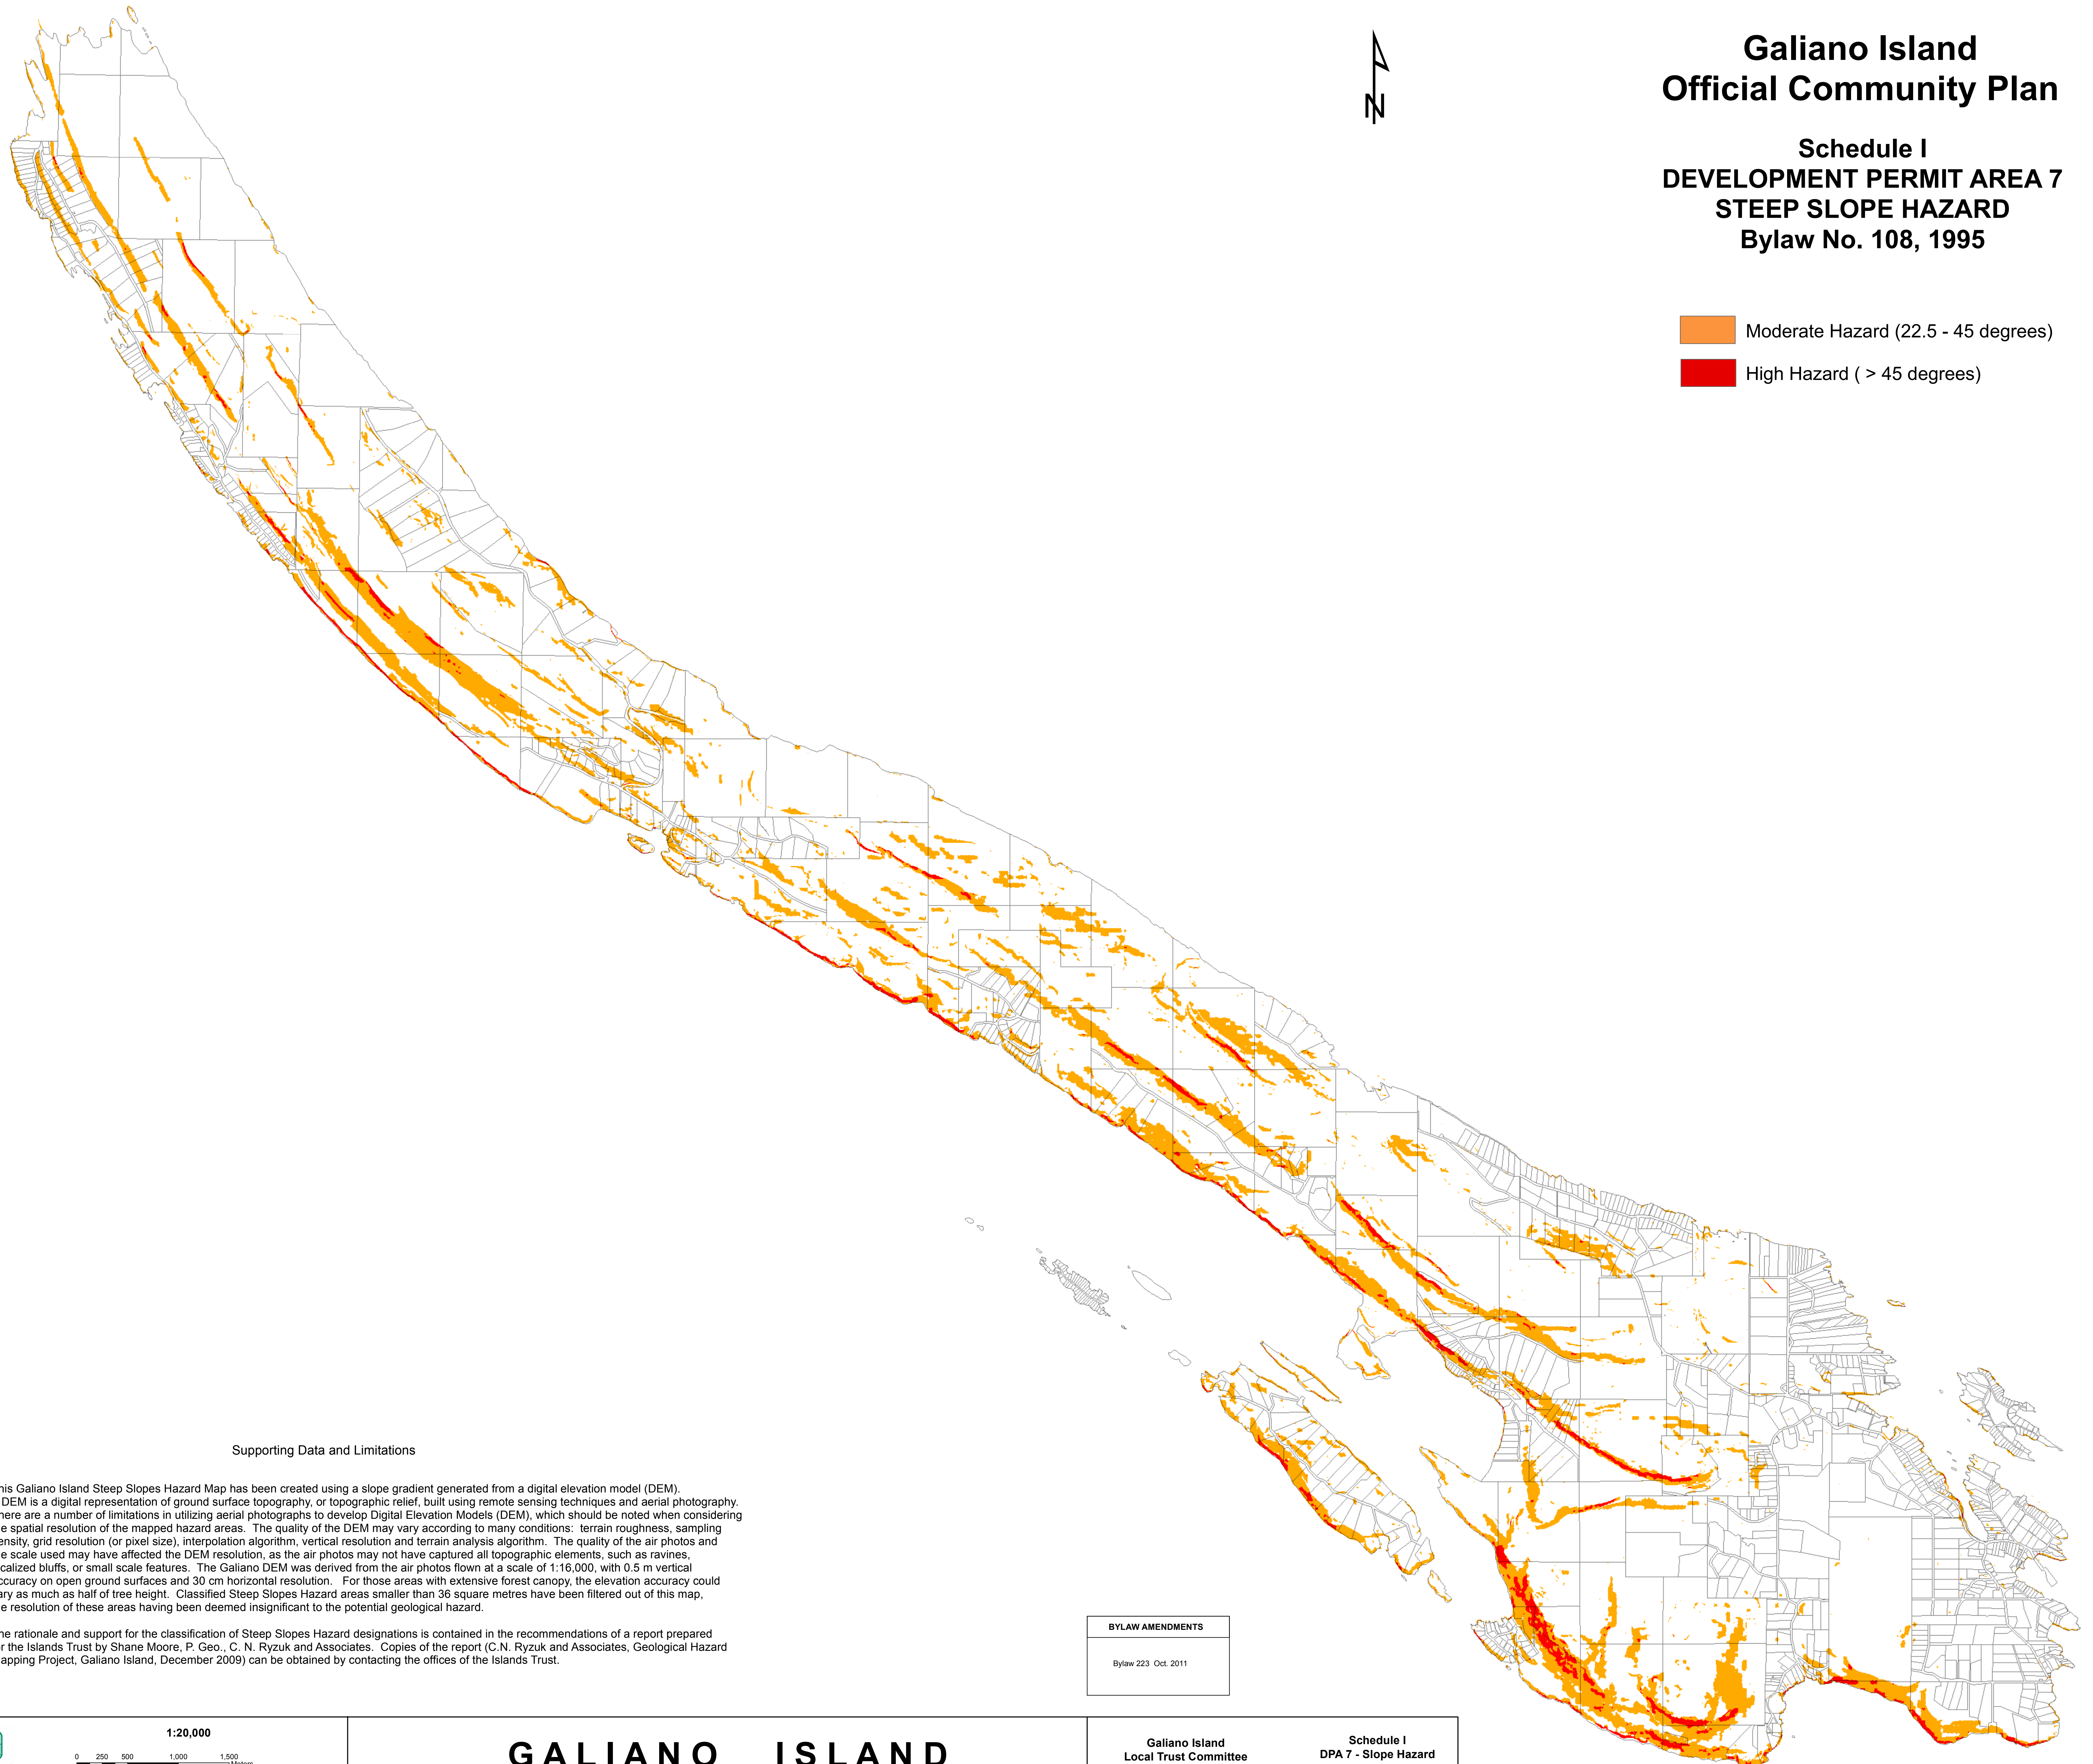 Galiano Island
Official Community Plan
Schedule I
DEVELOPMENT PERMIT AREA 7
STEEP SLOPE HAZARD
Bylaw No. 108, 1995
N
Moderate Hazard (22.5 - 45 degrees)
High Hazard ( > 45 degrees)
Supporting Data and Limitations
his Galiano Island Steep Slopes Hazard Map has been created using a slope gradient generated from a digital elevation model (DEM).
DEM is a digital representation of ground surface topography, or topographic relief, built using remote sensing techniques and aerial photography.
here are a number of limitations in utilizing aerial photographs to develop Digital Elevation Models (DEM), which should be noted when considering
e spatial resolution of the mapped hazard areas. The quality of the DEM may vary according to many conditions: terrain roughness, sampling
ensity, grid resolution (or pixel size), interpolation algorithm, vertical resolution and terrain analysis algorithm. The quality of the air photos and
e scale used may have affected the DEM resolution, as the air photos may not have captured all topographic elements, such as ravines,
calized bluffs, or small scale features. The Galiano DEM was derived from the air photos flown at a scale of 1:16,000, with 0.5 m vertical
ccuracy on open ground surfaces and 30 cm horizontal resolution. For those areas with extensive forest canopy, the elevation accuracy could
ary as much as half of tree height. Classified Steep Slopes Hazard areas smaller than 36 square metres have been filtered out of this map,
e resolution of these areas having been deemed insignificant to the potential geological hazard.
he rationale and support for the classification of Steep Slopes Hazard designations is contained in the recommendations of a report prepared
r the Islands Trust by Shane Moore, P. Geo., C. N. Ryzuk and Associates. Copies of the report (C.N. Ryzuk and Associates, Geological Hazard
apping Project, Galiano Island, December 2009) can be obtained by contacting the offices of the Islands Trust.
BYLAW AMENDMENTS
Bylaw 223 Oct. 2011
1:20,000
0 250 500 1,000 1,500
Meters
GALIANO ISLAND
Galiano Island
Local Trust Committee
Schedule I
DPA 7 - Slope Hazard